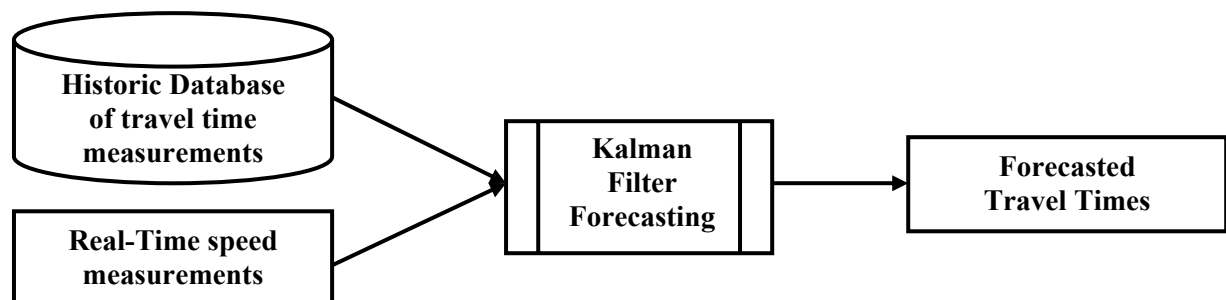 Historic Database
of travel time
measurements
Real-Time speed
measurements
Kalman
Filter
Forecasting
Forecasted
Travel Times